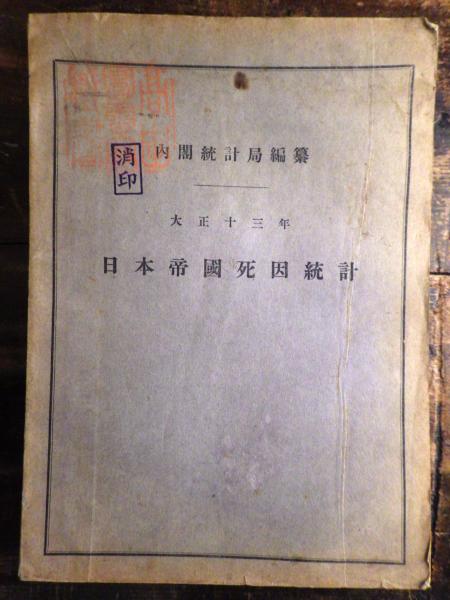 內閣統計局編纂
消印
大正十三年
日本帝國死因統計